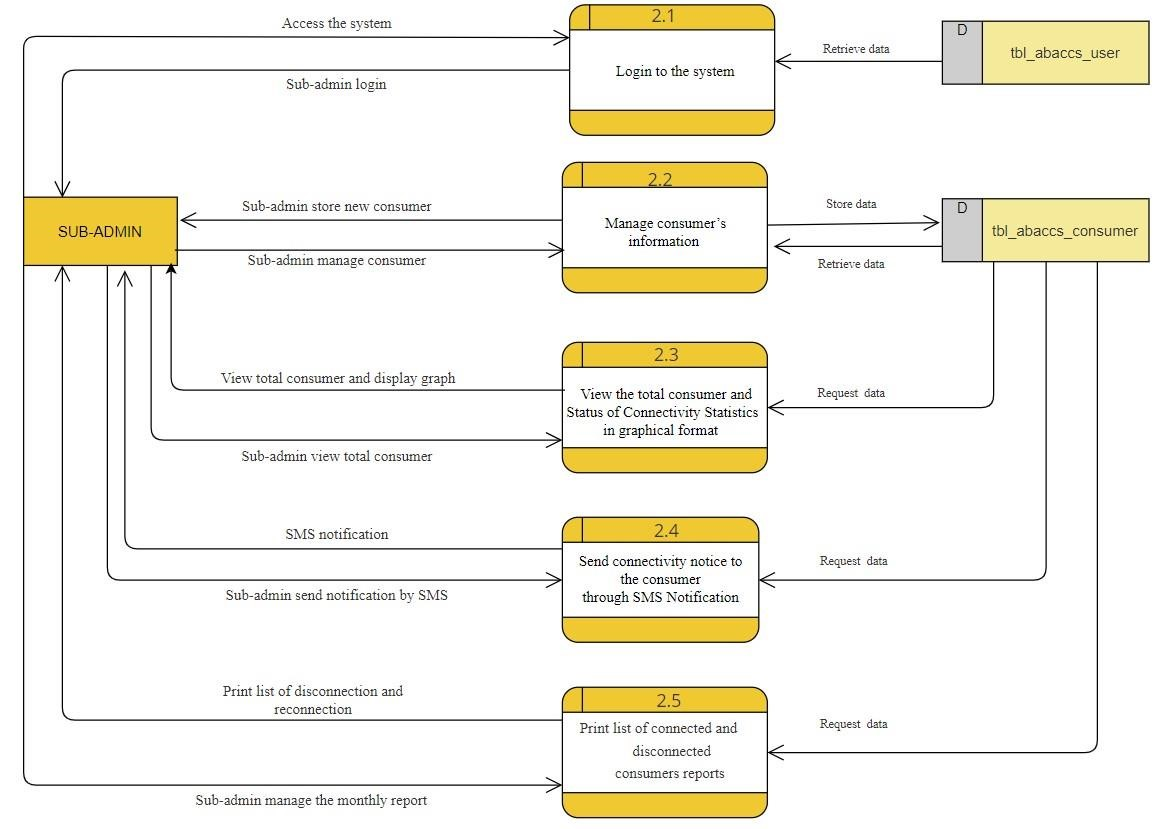 Access the system
2.1
D
tbl_abaccs_user
Retrieve data
Login to the system
Sub-admin login
2.2
SUB-ADMIN
Sub-admin store new consumer
Manage consumer's
information
Store data
D
tbl_abaccs_consumer
Sub-admin manage consumer
Retrieve data
2.3
View total consumer and display graph
View the total consumer and
Status of Connectivity Statistics
in graphical format
Request data
Sub-admin view total consumer
2.4
SMS notification
Send connectivity notice to
the consumer
through SMS Notification
Request data
Sub-admin send notification by SMS
2.5
Print list of disconnection and
reconnection
Print list of connected and
disconnected
consumers reports
Request data
Sub-admin manage the monthly report